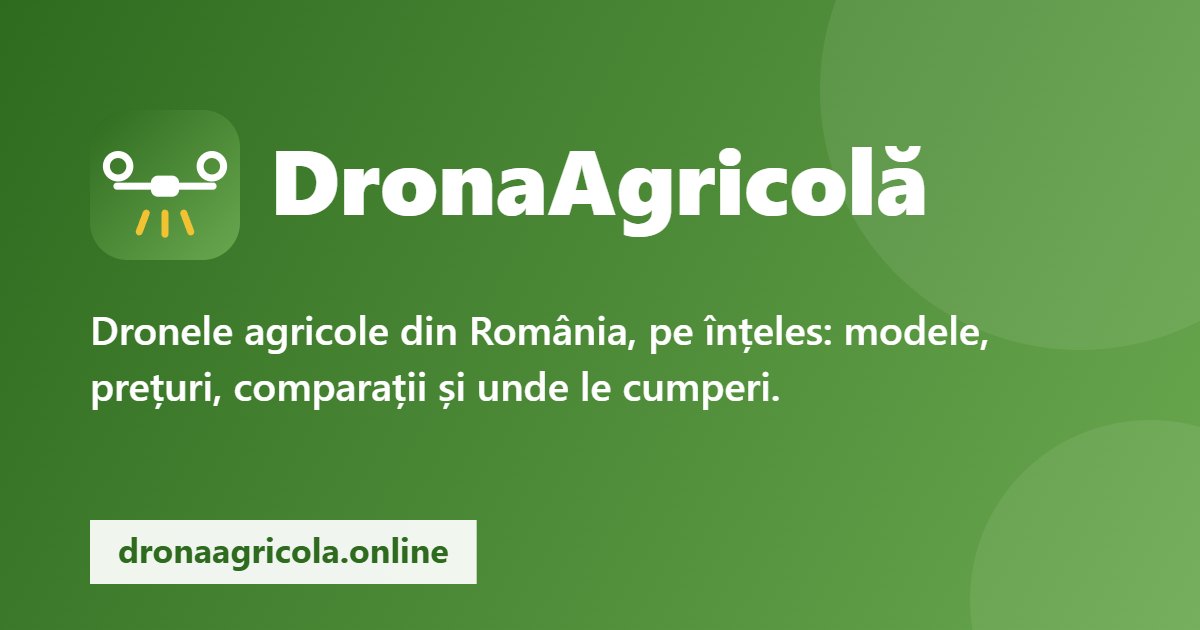 DronaAgricolă
Dronele agricole din România, pe înțeles: modele,
prețuri, comparații și unde le cumperi.
dronaagricola.online